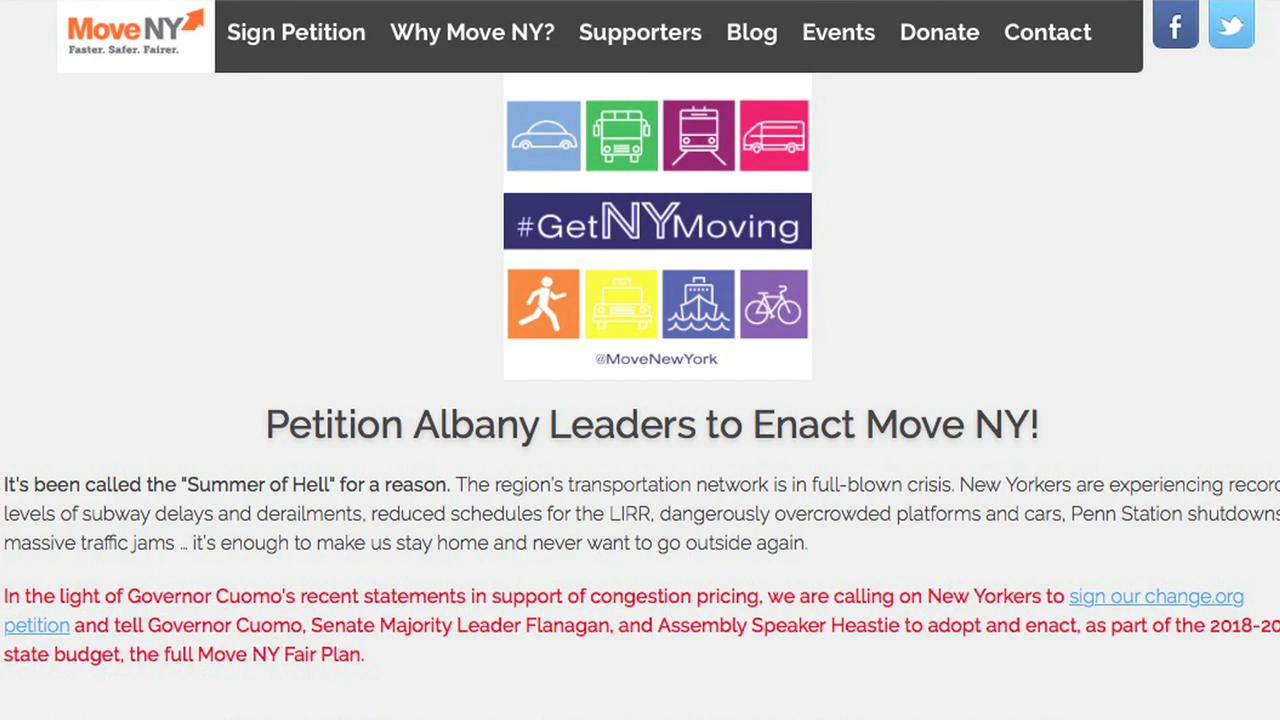 Move NY
Faster. Safer. Fairer.
Sign Petition Why Move NY? Supporters Blog Events Donate Contact
#GetNYMoving
TAXI
@MoveNewYork
Petition Albany Leaders to Enact Move NY!
It's been called the "Summer of Hell" for a reason. The region's transportation network is in full-blown crisis. New Yorkers are experiencing record
levels of subway delays and derailments, reduced schedules for the LIRR, dangerously overcrowded platforms and cars, Penn Station shutdowns
massive traffic jams … it's enough to make us stay home and never want to go outside again.
In the light of Governor Cuomo's recent statements in support of congestion pricing, we are calling on New Yorkers to sign our change.org
petition and tell Governor Cuomo, Senate Majority Leader Flanagan, and Assembly Speaker Heastie to adopt and enact, as part of the 2018-20
state budget, the full Move NY Fair Plan.